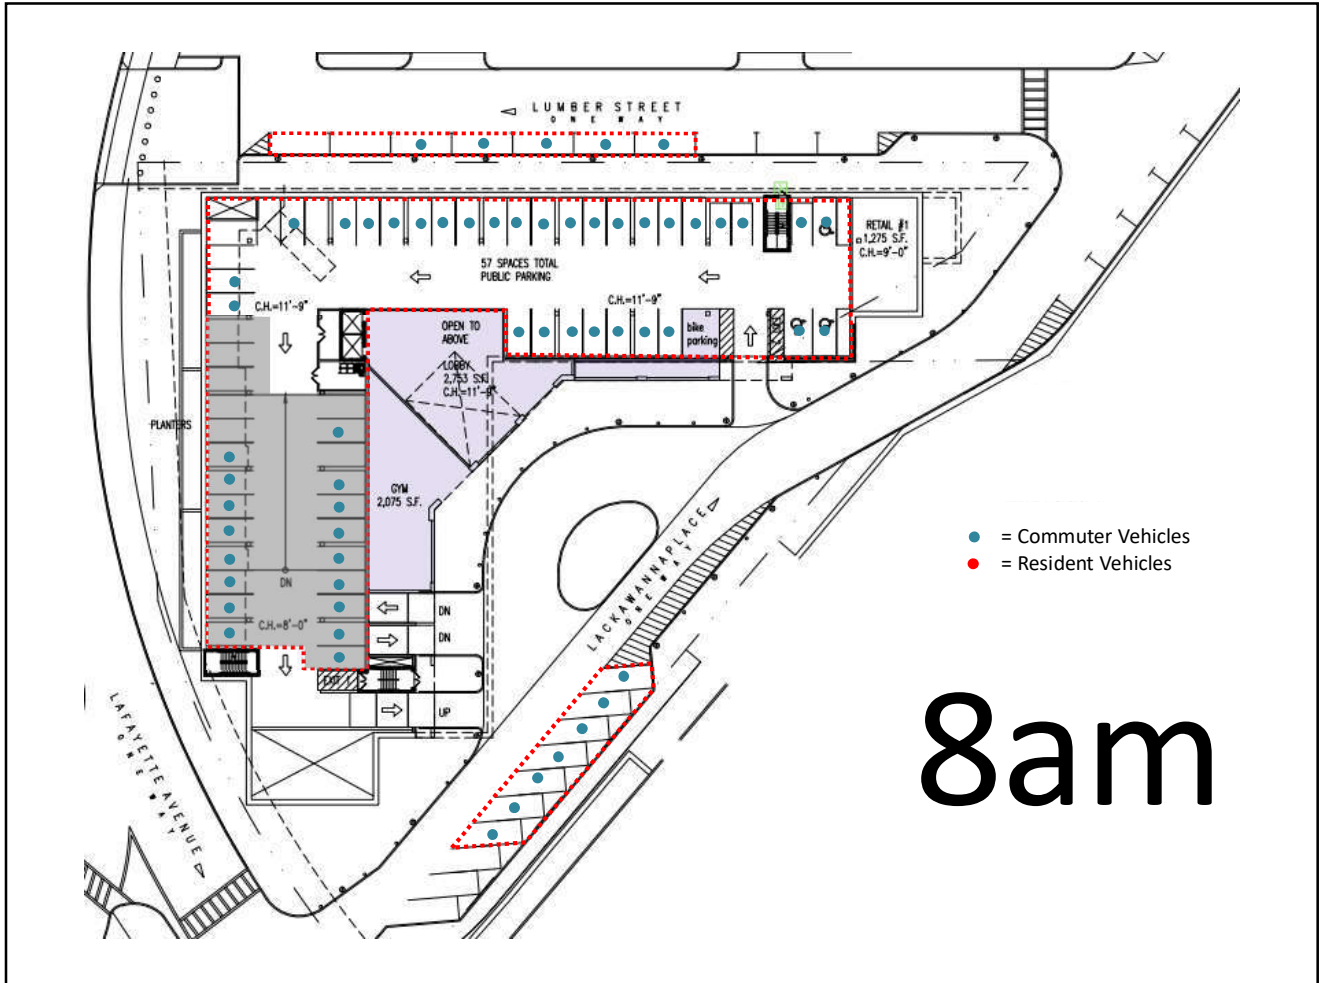 LUMBER STREET
ONE WAY
RETAIL #1
1,275 S.F.
C.H.=9'-0"
57 SPACES TOTAL
PUBLIC PARKING
C.H.=11'-9"
C.H.=11'-9"
OPEN TO
ABOVE
bike
parking
LOBBY
2,753 S.F.
C.H.=11'-9"
PLANTERS
GYM
2,075 S.F.
LACKAWANNAPLACE
ONE WAY
= Commuter Vehicles
= Resident Vehicles
DN
DN
C.H.=8'-0"
DN
EXIT
UP
LAFAYETTE AVENUE
ONE WAY
8am